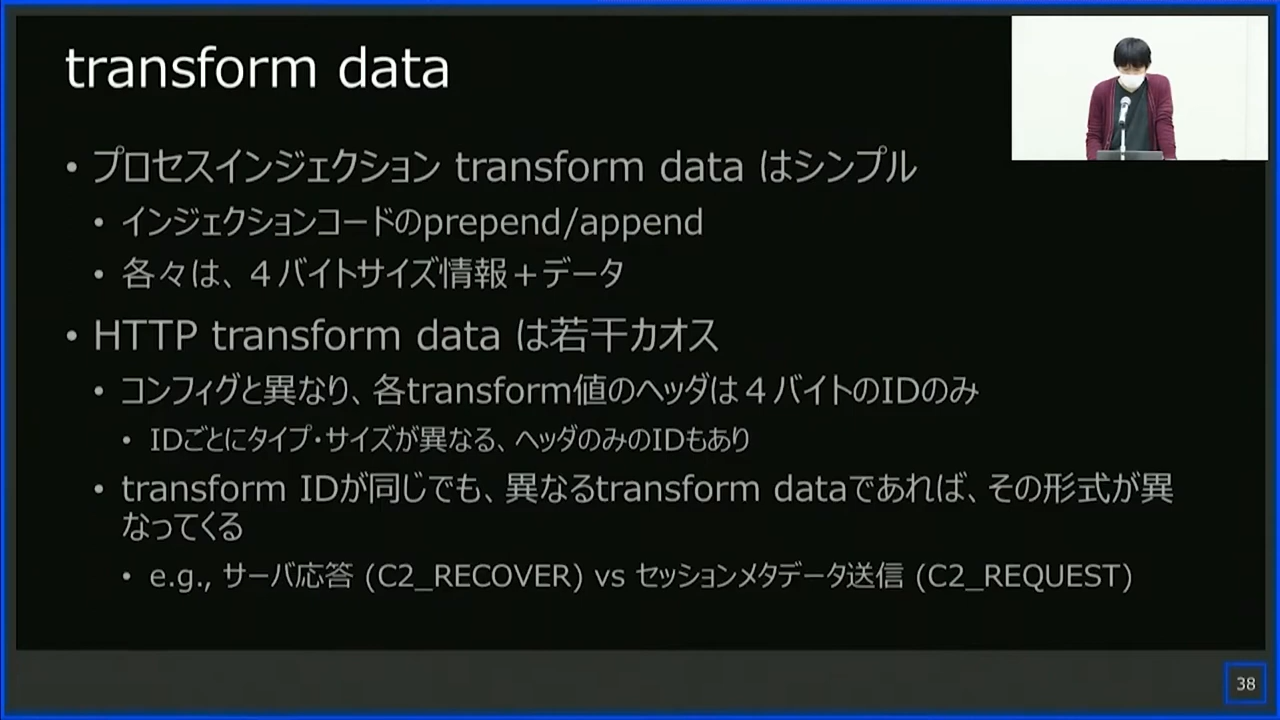 transform data
• プロセスインジェクション transform data はシンプル
• インジェクションコードのprepend/append
• 各々は、４バイトサイズ情報＋データ
• HTTP transform data は若干カオス
• コンフィグと異なり、各transform値のヘッダは４バイトのIDのみ
• IDごとにタイプ・サイズが異なる、ヘッダのみのIDもあり
• transform IDが同じでも、異なるtransform dataであれば、その形式が異
なってくる
• e.g., サーバ応答 (C2_RECOVER) vs セッションメタデータ送信 (C2_REQUEST)
38